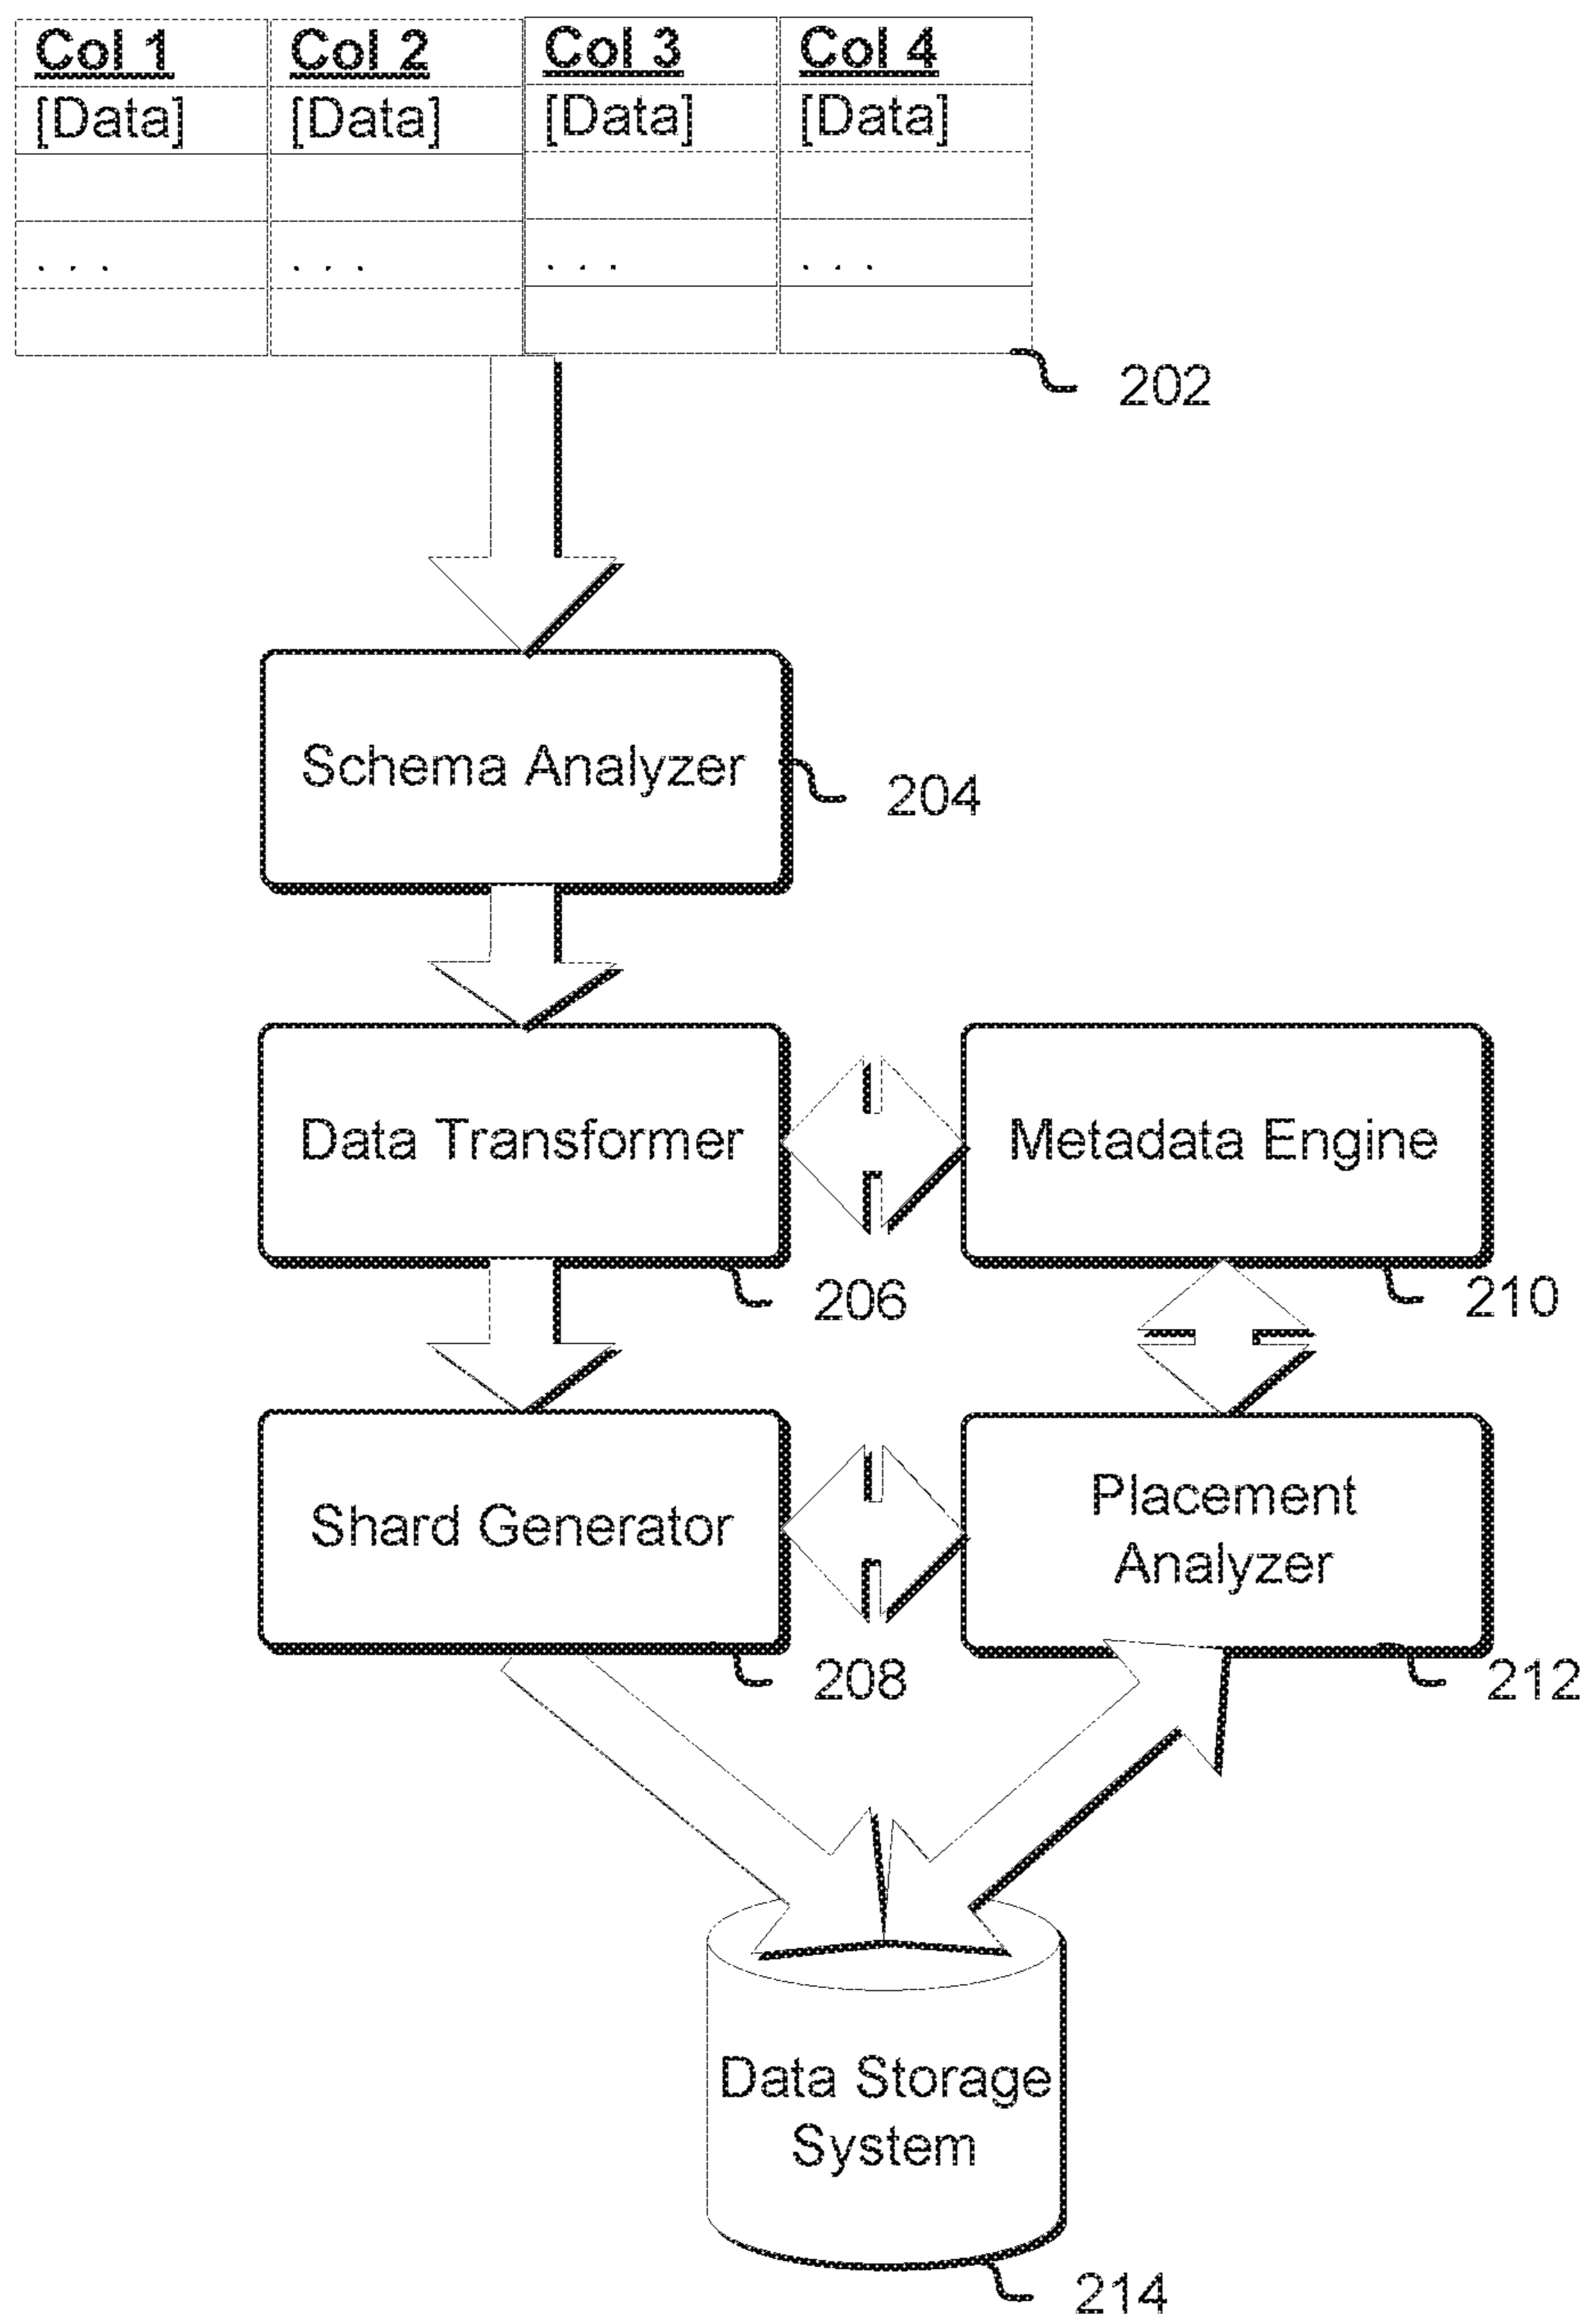 Col 1 Col 2 Col 3 Col 4
[Data] [Data] [Data] [Data]
. . . . . . . . . . . .
202
Schema Analyzer
204
Data Transformer
Metadata Engine
206
210
Shard Generator
Placement
Analyzer
208
212
Data Storage
System
214